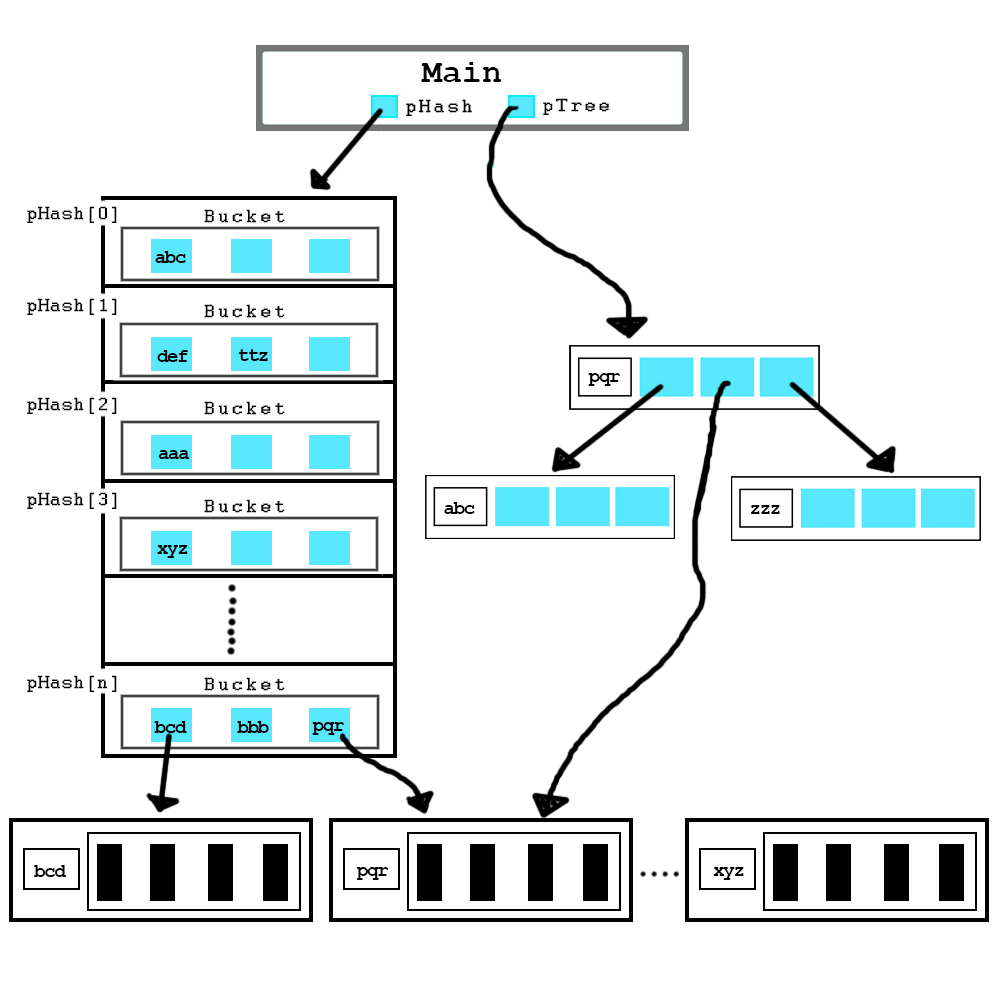 Main
pHash pTree
pHash[0]
Bucket
abc
pHash[1]
Bucket
def ttz
pHash[2]
Bucket
aaa
pHash[3]
Bucket
xyz
pHash[n]
Bucket
bcd bbb pqr
pqr
abc
zzz
bcd
pqr
xyz